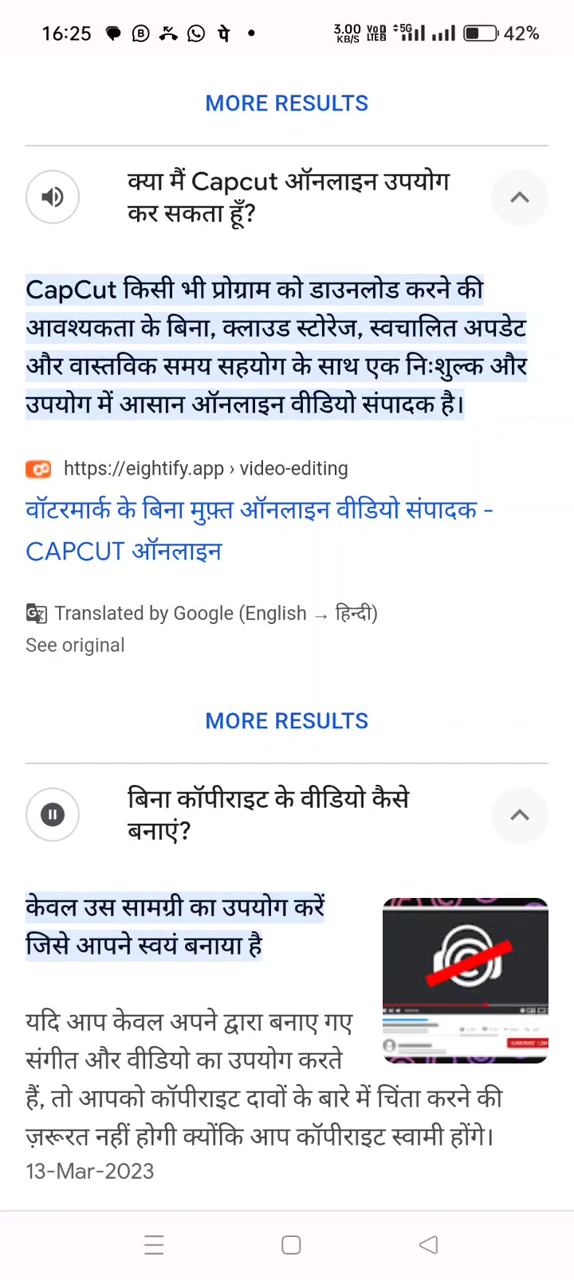 16:25 पे 3.00 KB/S VoD LTEB 5G 42%
MORE RESULTS
क्या मैं Capcut ऑनलाइन उपयोग
कर सकता हूँ?
CapCut किसी भी प्रोग्राम को डाउनलोड करने की
आवश्यकता के बिना, क्लाउड स्टोरेज, स्वचालित अपडेट
और वास्तविक समय सहयोग के साथ एक निःशुल्क और
उपयोग में आसान ऑनलाइन वीडियो संपादक है।
https://eightify.app › video-editing
वॉटरमार्क के बिना मुफ़्त ऑनलाइन वीडियो संपादक -
CAPCUT ऑनलाइन
Translated by Google (English → हिन्दी)
See original
MORE RESULTS
बिना कॉपीराइट के वीडियो कैसे
बनाएं?
केवल उस सामग्री का उपयोग करें
जिसे आपने स्वयं बनाया है
यदि आप केवल अपने द्वारा बनाए गए
संगीत और वीडियो का उपयोग करते
हैं, तो आपको कॉपीराइट दावों के बारे में चिंता करने की
ज़रूरत नहीं होगी क्योंकि आप कॉपीराइट स्वामी होंगे।
13-Mar-2023